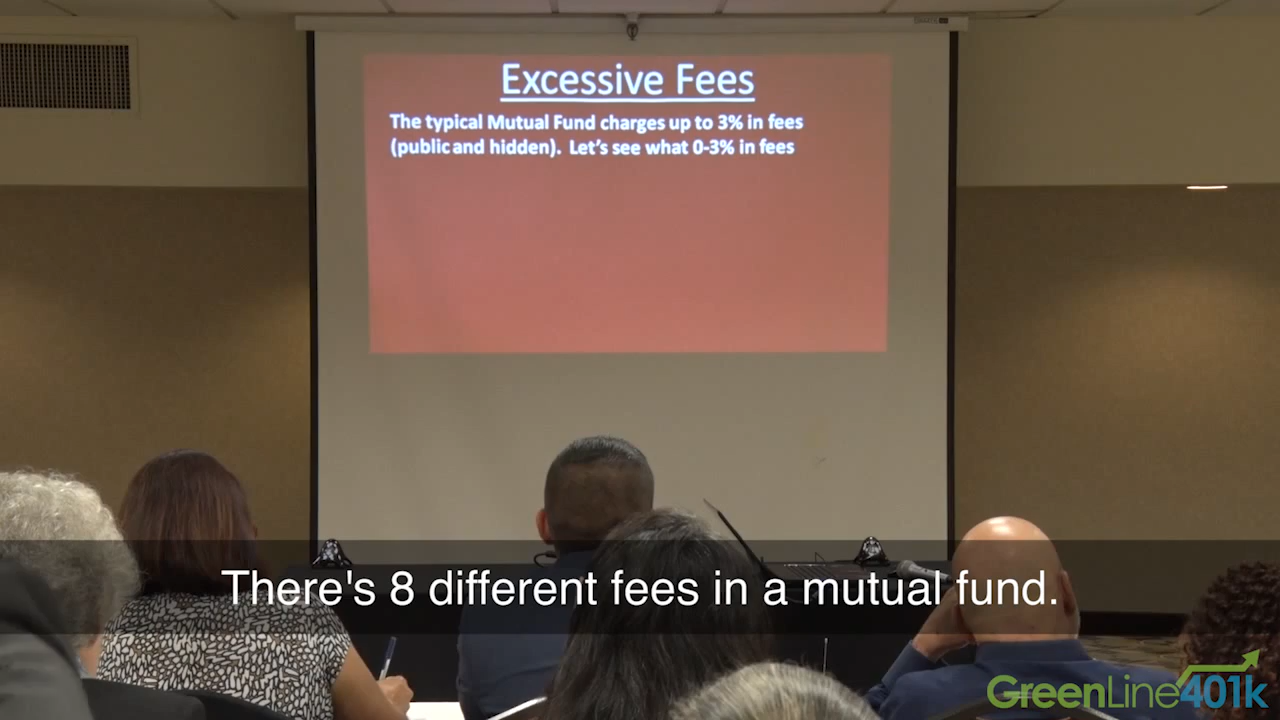 Excessive Fees
The typical Mutual Fund charges up to 3% in fees
(public and hidden). Let's see what 0-3% in fees
There's 8 different fees in a mutual fund.
GreenLine401k